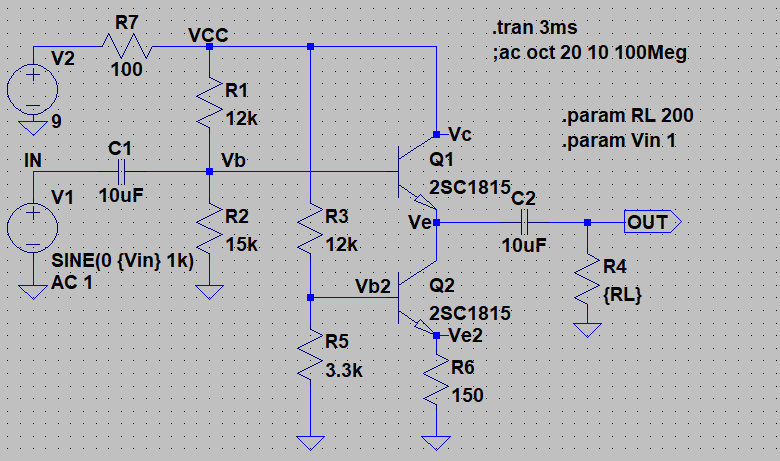 R7
VCC
.tran 3ms
;ac oct 20 10 100Meg
V2
100
R1
12k
9
.param RL 200
.param Vin 1
Vc
IN
C1
Vb
Q1
V1
10uF
2SC1815
C2
R2
15k
R3
12k
Ve
OUT
10uF
SINE(0 {Vin} 1k)
AC 1
R4
{RL}
Vb2
Q2
2SC1815
Ve2
R5
3.3k
R6
150